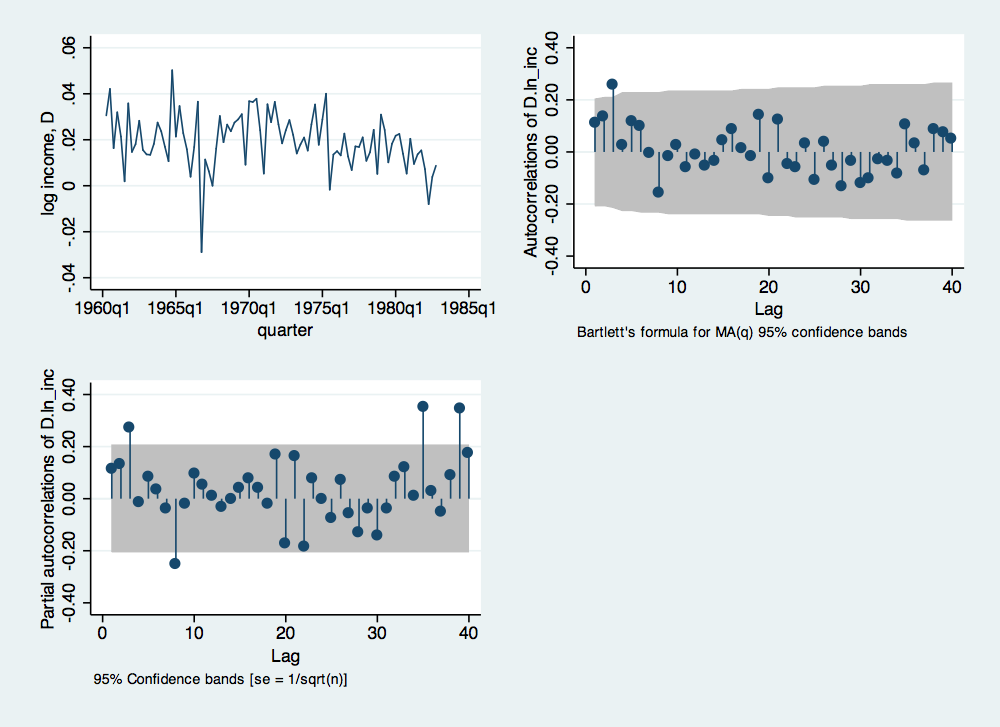 log income, D
.06
.04
.02
0
-.02
-.04
1960q1 1965q1 1970q1 1975q1 1980q1 1985q1
quarter
Autocorrelations of D.ln_inc
0.40
0.20
0.00
-0.20
-0.40
0 10 20 30 40
Lag
Bartlett's formula for MA(q) 95% confidence bands
Partial autocorrelations of D.ln_inc
0.40
0.20
0.00
-0.20
-0.40
0 10 20 30 40
Lag
95% Confidence bands [se = 1/sqrt(n)]